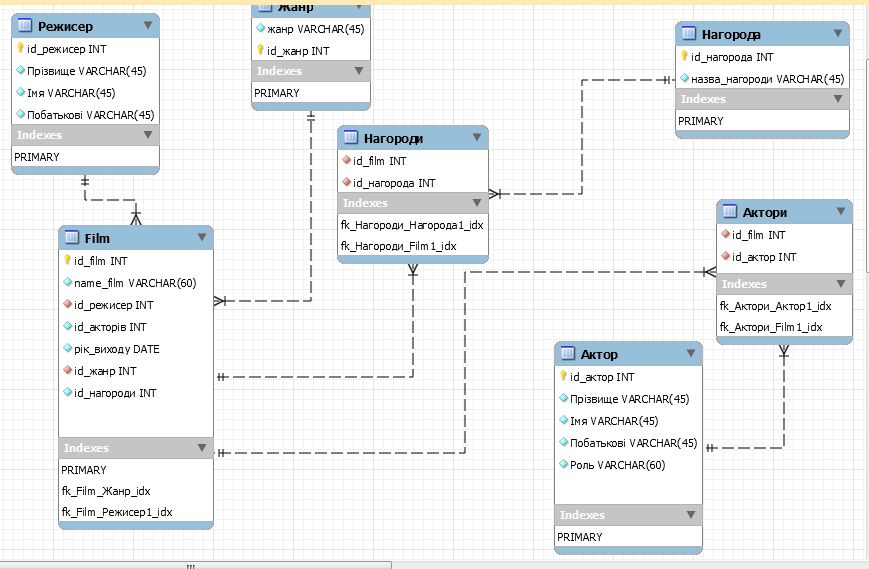 Режисер
id_режисер INT
Прізвище VARCHAR(45)
Імя VARCHAR(45)
Побатькові VARCHAR(45)
Indexes
PRIMARY
Жанр
жанр VARCHAR(45)
id_жанр INT
Indexes
PRIMARY
Нагорода
id_нагорода INT
назва_нагороди VARCHAR(45)
Indexes
PRIMARY
Нагороди
id_film INT
id_нагорода INT
Indexes
fk_Нагороди_Нагорода1_idx
fk_Нагороди_Film1_idx
Актори
id_film INT
id_актор INT
Indexes
fk_Актори_Актор1_idx
fk_Актори_Film1_idx
Film
id_film INT
name_film VARCHAR(60)
id_режисер INT
id_акторів INT
рік_виходу DATE
id_жанр INT
id_нагороди INT
Indexes
PRIMARY
fk_Film_Жанр_idx
fk_Film_Режисер1_idx
Актор
id_актор INT
Прізвище VARCHAR(45)
Імя VARCHAR(45)
Побатькові VARCHAR(45)
Роль VARCHAR(60)
Indexes
PRIMARY